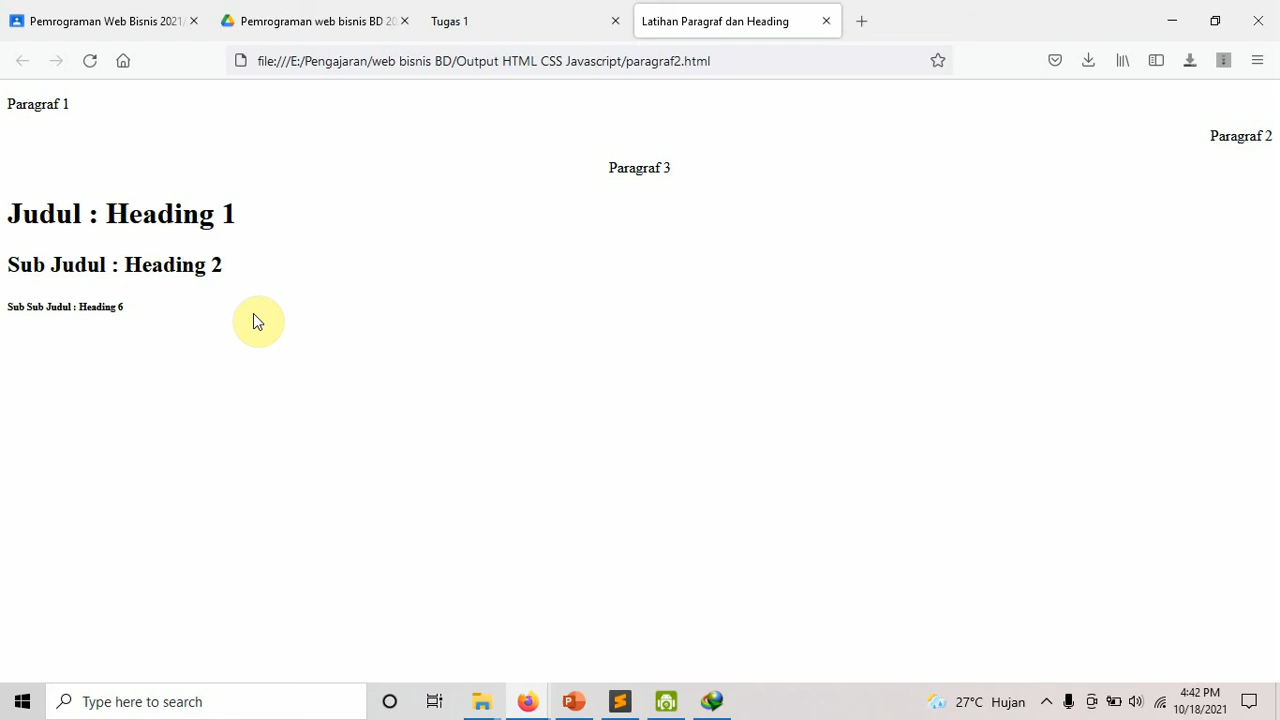 Pemrograman Web Bisnis 2021/
Pemrograman web bisnis BD 20
Tugas 1
Latihan Paragraf dan Heading
file:///E:/Pengajaran/web bisnis BD/Output HTML CSS Javascript/paragraf2.html
Paragraf 1
Paragraf 2
Paragraf 3
Judul : Heading 1
Sub Judul : Heading 2
Sub Sub Judul : Heading 6
Type here to search
27°C Hujan
4:42 PM
10/18/2021